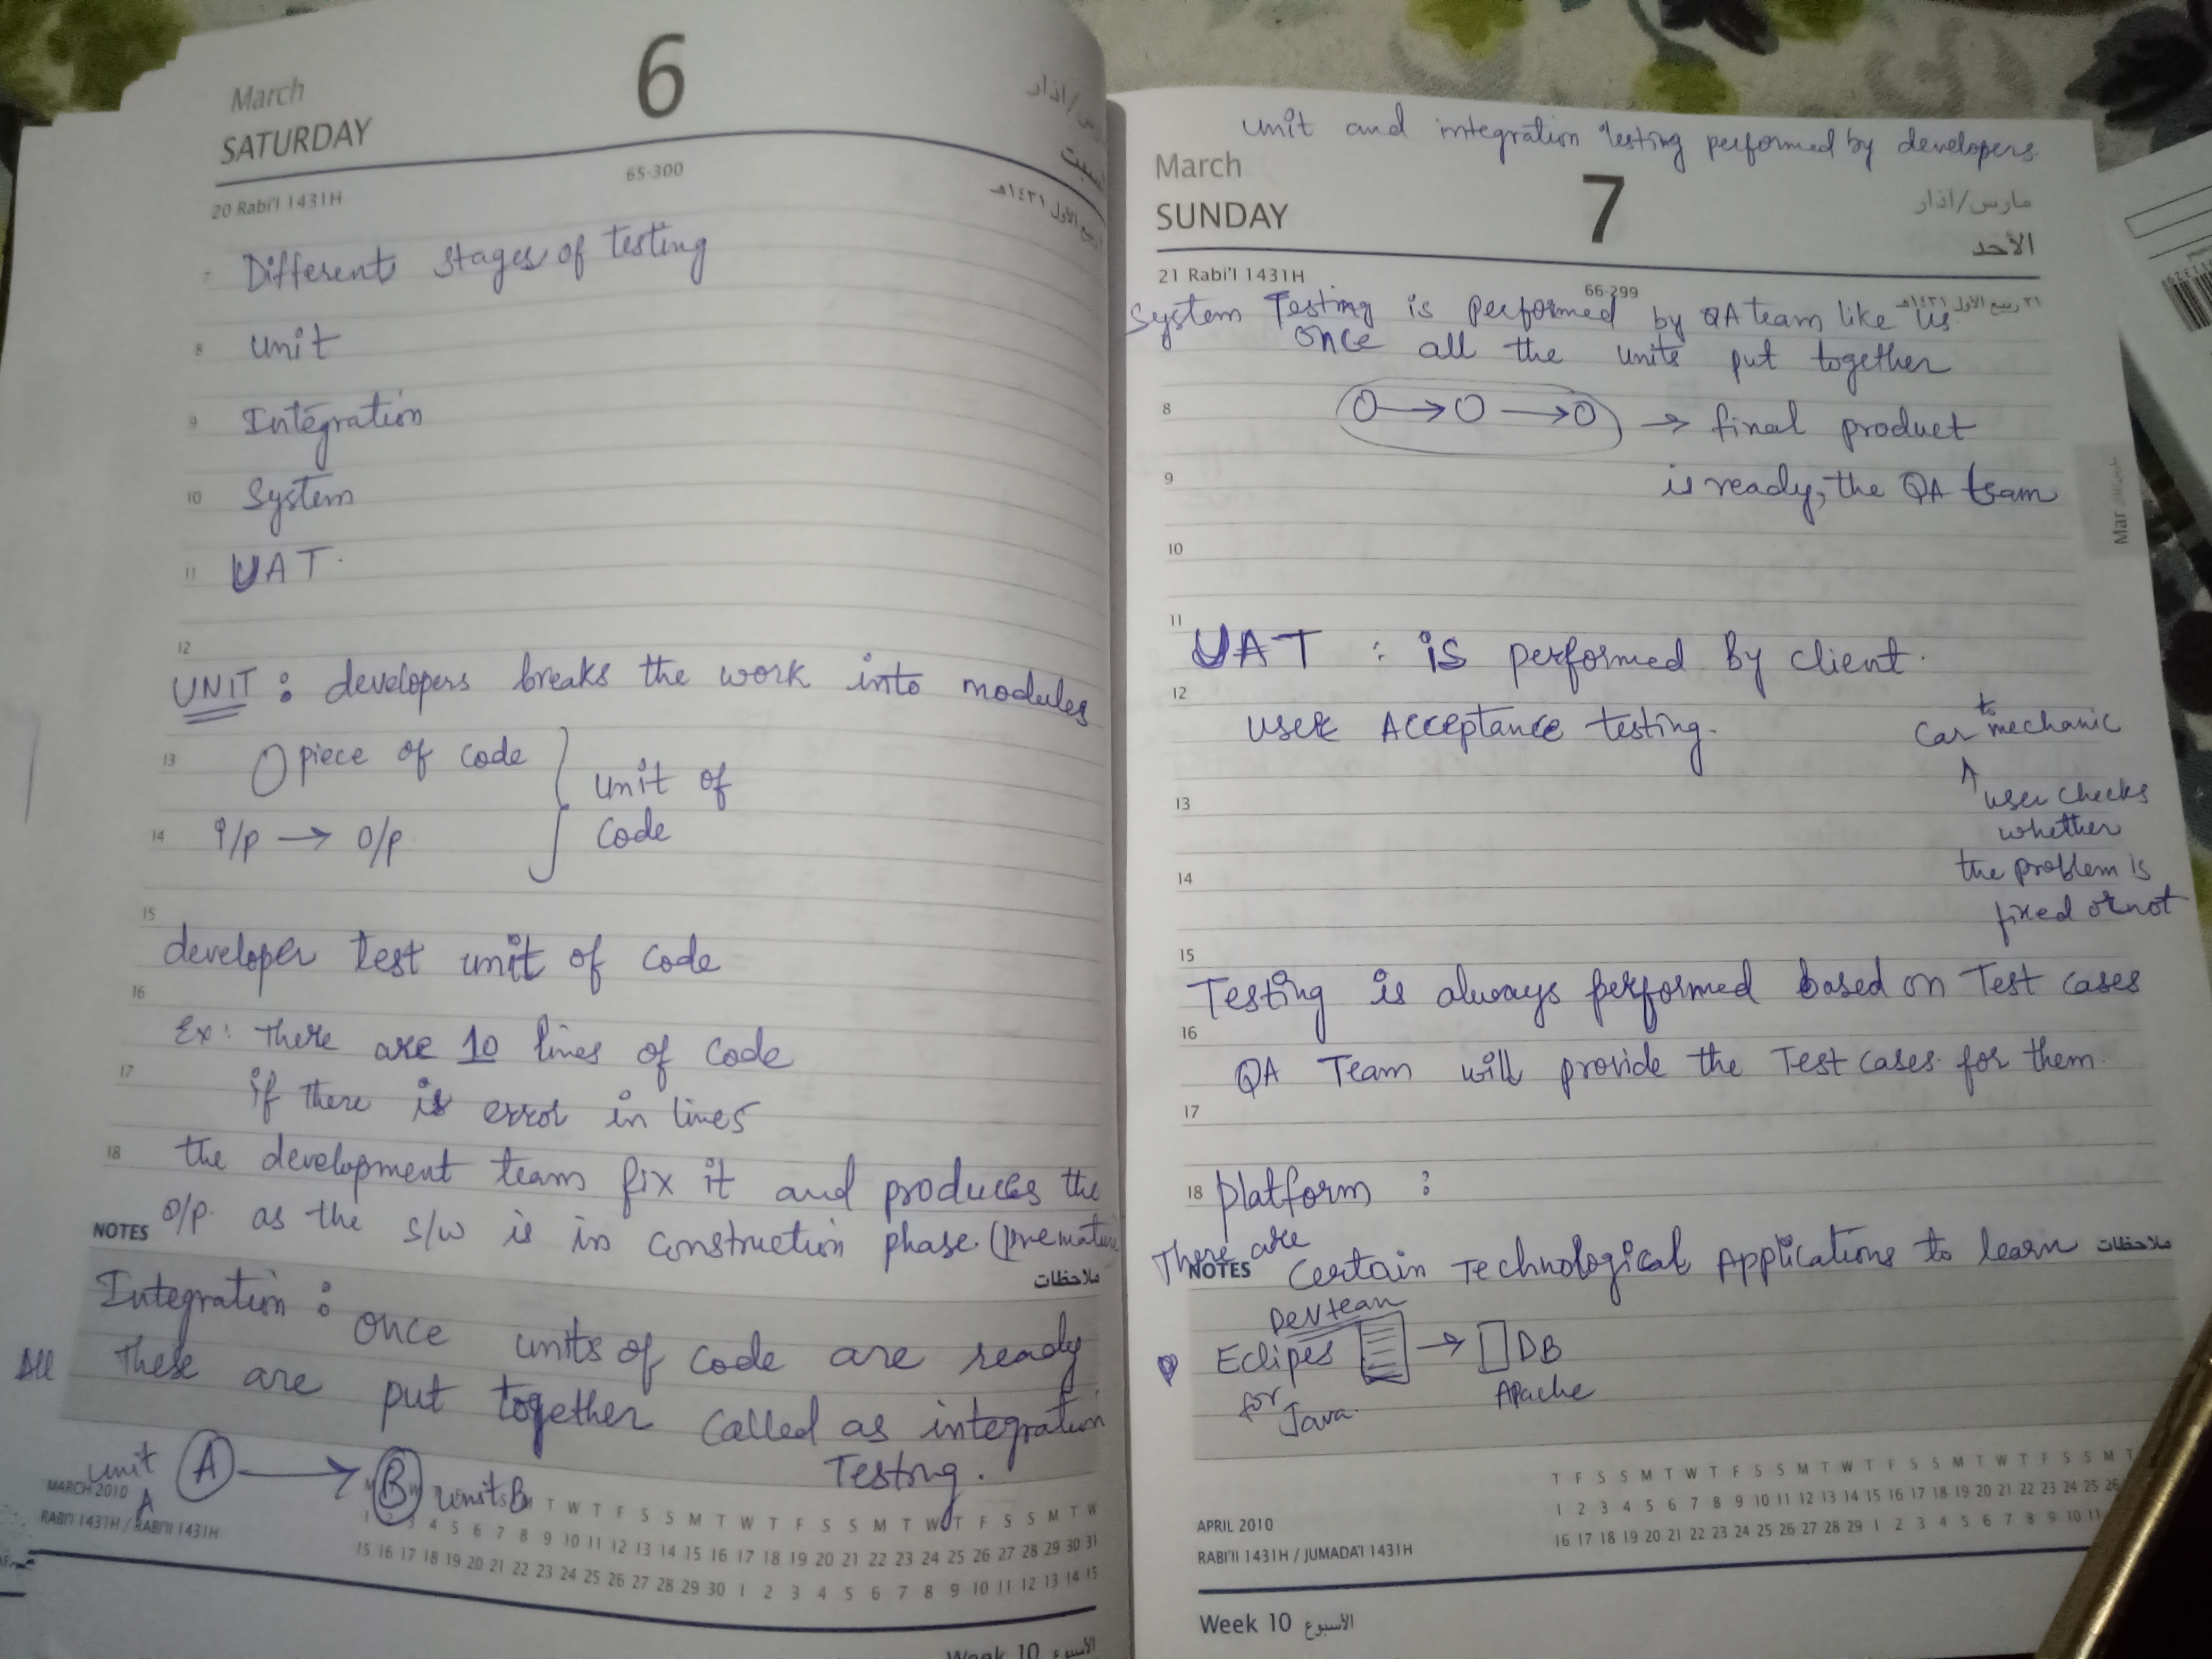 March
6
مارس/آذار
SATURDAY
السبت
65-300
20 Rabi'I 1431H
ربيع الأول ١٤٣١هـ
Different stages of testing
8 unit
9 Integration
10 System
11 UAT.
12
UNIT : developers breaks the work into modules
13 O piece of code
unit of
code
14 i/p → o/p
15
developer test unit of code
16
Ex: There are 10 lines of code
17 if there is error in lines
18 the development team fix it and produces the
NOTES o/p. as the s/w is in construction phase. (premature
ملاحظات
Integration : once units of code are ready
All these are put together called as integration
Testing.
unit A (A) → (B) units B
MARCH 2010
RABI'I 1431H / RABI'II 1431H
T W T F S S M T W T F S S M T W T F S S M T W
4 5 6 7 8 9 10 11 12 13 14 15 16 17 18 19 20 21 22 23 24 25 26 27 28 29 30 31
15 16 17 18 19 20 21 22 23 24 25 26 27 28 29 30 1 2 3 4 5 6 7 8 9 10 11 12 13 14 15
Week 10 الأسبوع
unit and integration testing performed by developers.
March
7
مارس/آذار
SUNDAY
الأحد
21 Rabi'I 1431H
66-299
٢١ ربيع الأول ١٤٣١هـ
System Testing is performed by QA team like us
once all the units put together
8 O → O → O → final product
9 is ready, the QA team
Mar
10
11
UAT : is performed By client.
12
user Acceptance testing.
car to mechanic
↑
13 user checks
whether
14 the problem is
fixed or not
15
Testing is always performed based on Test cases
16
QA Team will provide the Test cases for them.
17
18 platform :
There are
NOTES Certain Technological Applications to learn ملاحظات
Dev team
Eclipes → DB
for Java.
Apache
T F S S M T W T F S S M T W T F S S M T W T F S S M T
1 2 3 4 5 6 7 8 9 10 11 12 13 14 15 16 17 18 19 20 21 22 23 24 25 26
APRIL 2010
16 17 18 19 20 21 22 23 24 25 26 27 28 29 1 2 3 4 5 6 7 8 9 10 11
RABI'II 1431H / JUMADA'I 1431H
Week 10 الأسبوع